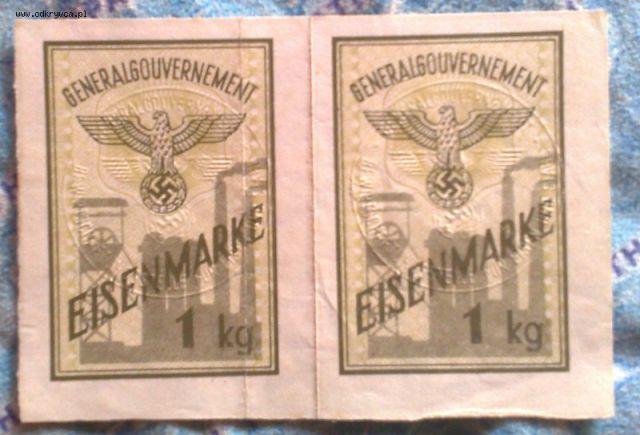 www.odkrywca.pl
GENERALGOUVERNEMENT
EISENMARKE
1 kg
GENERALGOUVERNEMENT
EISENMARKE
1 kg